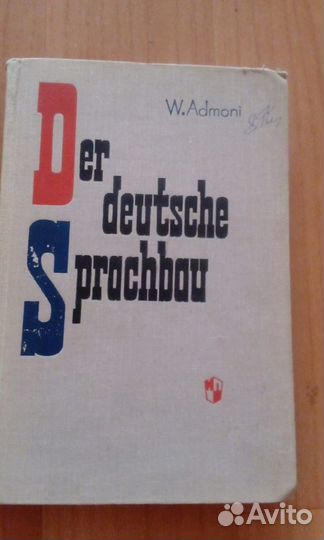 W. Admoni
Der
deutsche
Sprachbau
Avito